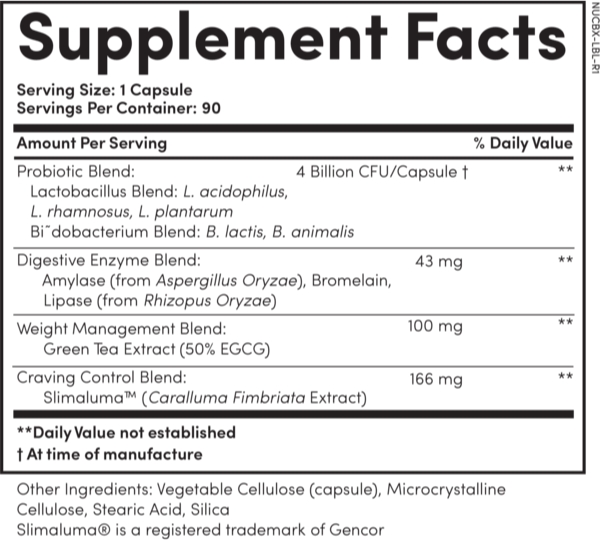 Supplement Facts
NUCBX-LBL-R1
Serving Size: 1 Capsule
Servings Per Container: 90
Amount Per Serving % Daily Value
Probiotic Blend: 4 Billion CFU/Capsule † **
Lactobacillus Blend: L. acidophilus,
L. rhamnosus, L. plantarum
Bi˜dobacterium Blend: B. lactis, B. animalis
Digestive Enzyme Blend: 43 mg **
Amylase (from Aspergillus Oryzae), Bromelain,
Lipase (from Rhizopus Oryzae)
Weight Management Blend: 100 mg **
Green Tea Extract (50% EGCG)
Craving Control Blend: 166 mg **
Slimaluma™ (Caralluma Fimbriata Extract)
**Daily Value not established
† At time of manufacture
Other Ingredients: Vegetable Cellulose (capsule), Microcrystalline
Cellulose, Stearic Acid, Silica
Slimaluma® is a registered trademark of Gencor